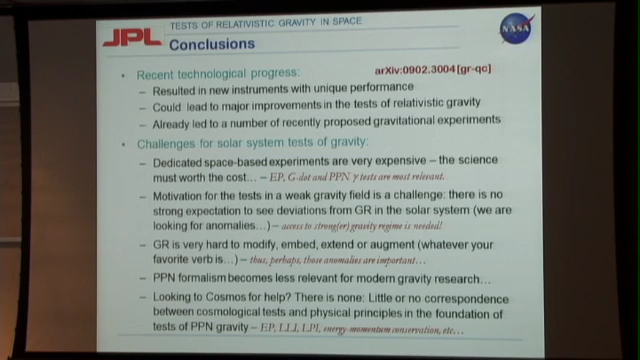 TESTS OF RELATIVISTIC GRAVITY IN SPACE
JPL
Conclusions
NASA
• Recent technological progress:
arXiv:0902.3004 [gr-qc]
– Resulted in new instruments with unique performance
– Could lead to major improvements in the tests of relativistic gravity
– Already led to a number of recently proposed gravitational experiments
• Challenges for solar system tests of gravity:
– Dedicated space-based experiments are very expensive – the science
must worth the cost… – EP, G-dot and PPN γ tests are most relevant.
– Motivation for the tests in a weak gravity field is a challenge: there is no
strong expectation to see deviations from GR in the solar system (we are
looking for anomalies…) – access to strong(er) gravity regime is needed!
– GR is very hard to modify, embed, extend or augment (whatever your
favorite verb is…) – thus, perhaps, those anomalies are important…
– PPN formalism becomes less relevant for modern gravity research…
– Looking to Cosmos for help? There is none: Little or no correspondence
between cosmological tests and physical principles in the foundation of
tests of PPN gravity – EP, LLI, LPI, energy-momentum conservation, etc…